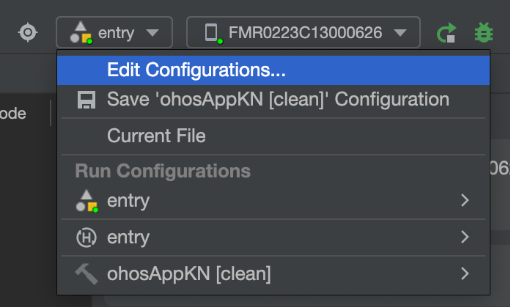 entry
FMR0223C13000626
Edit Configurations...
Save 'ohosAppKN [clean]' Configuration
ode
Current File
06
Run Configurations
entry
entry
ohosAppKN [clean]